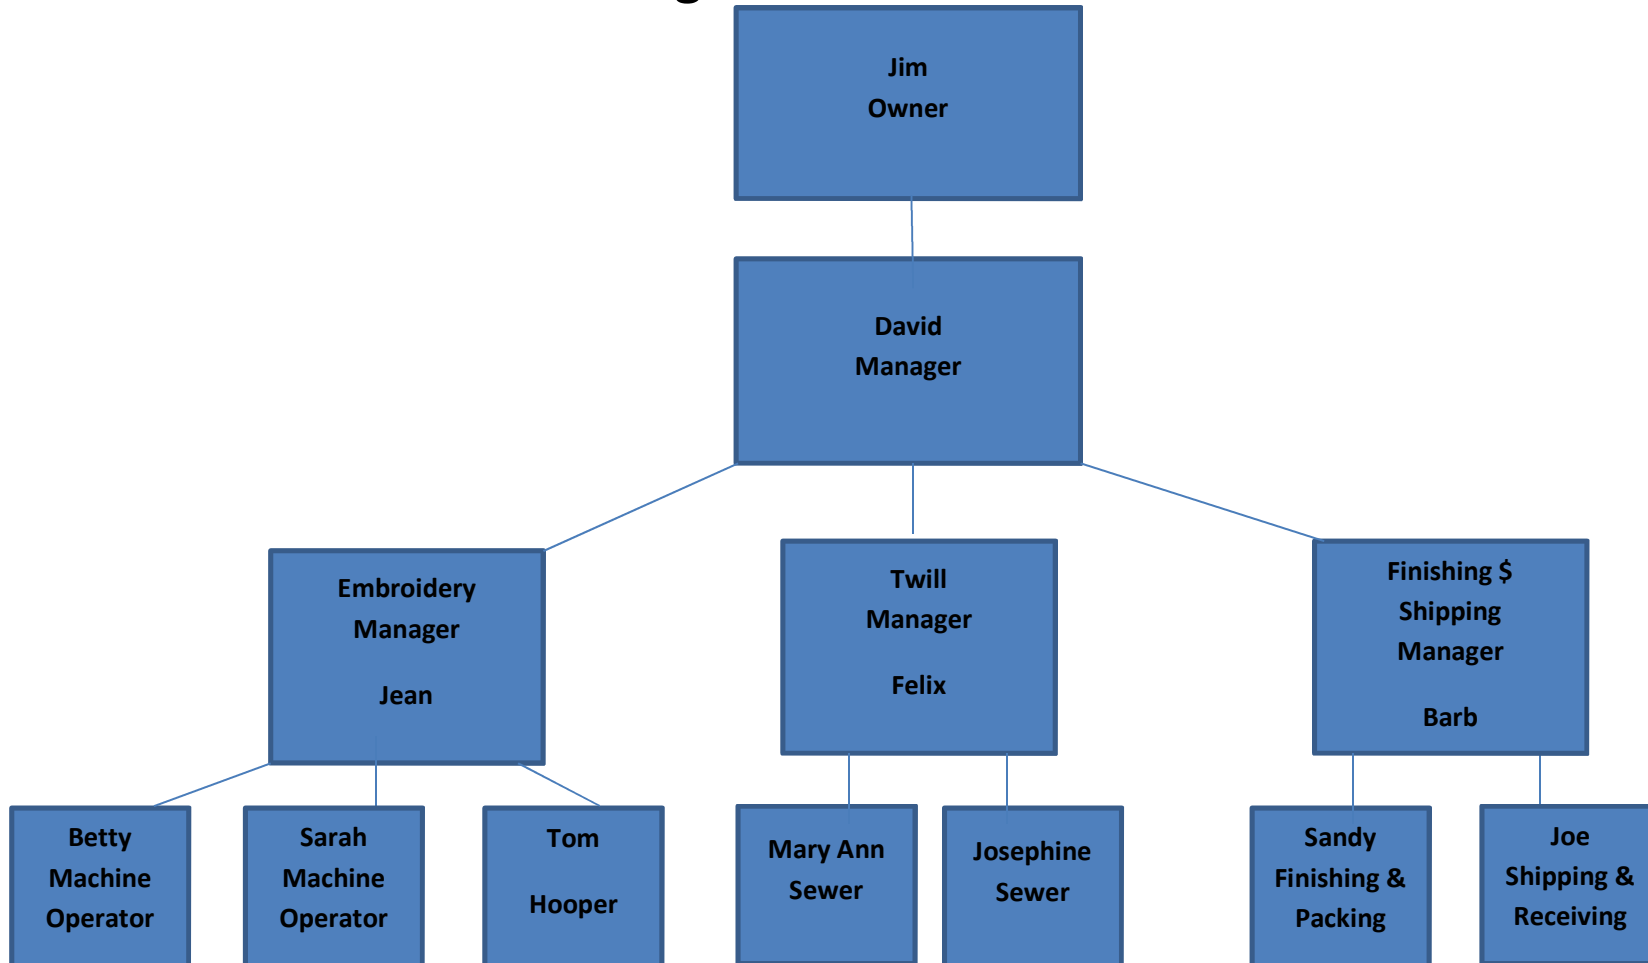 Jim
Owner
David
Manager
Embroidery
Manager
Jean
Twill
Manager
Felix
Finishing $
Shipping
Manager
Barb
Betty
Machine
Operator
Sarah
Machine
Operator
Tom
Hooper
Mary Ann
Sewer
Josephine
Sewer
Sandy
Finishing &
Packing
Joe
Shipping &
Receiving